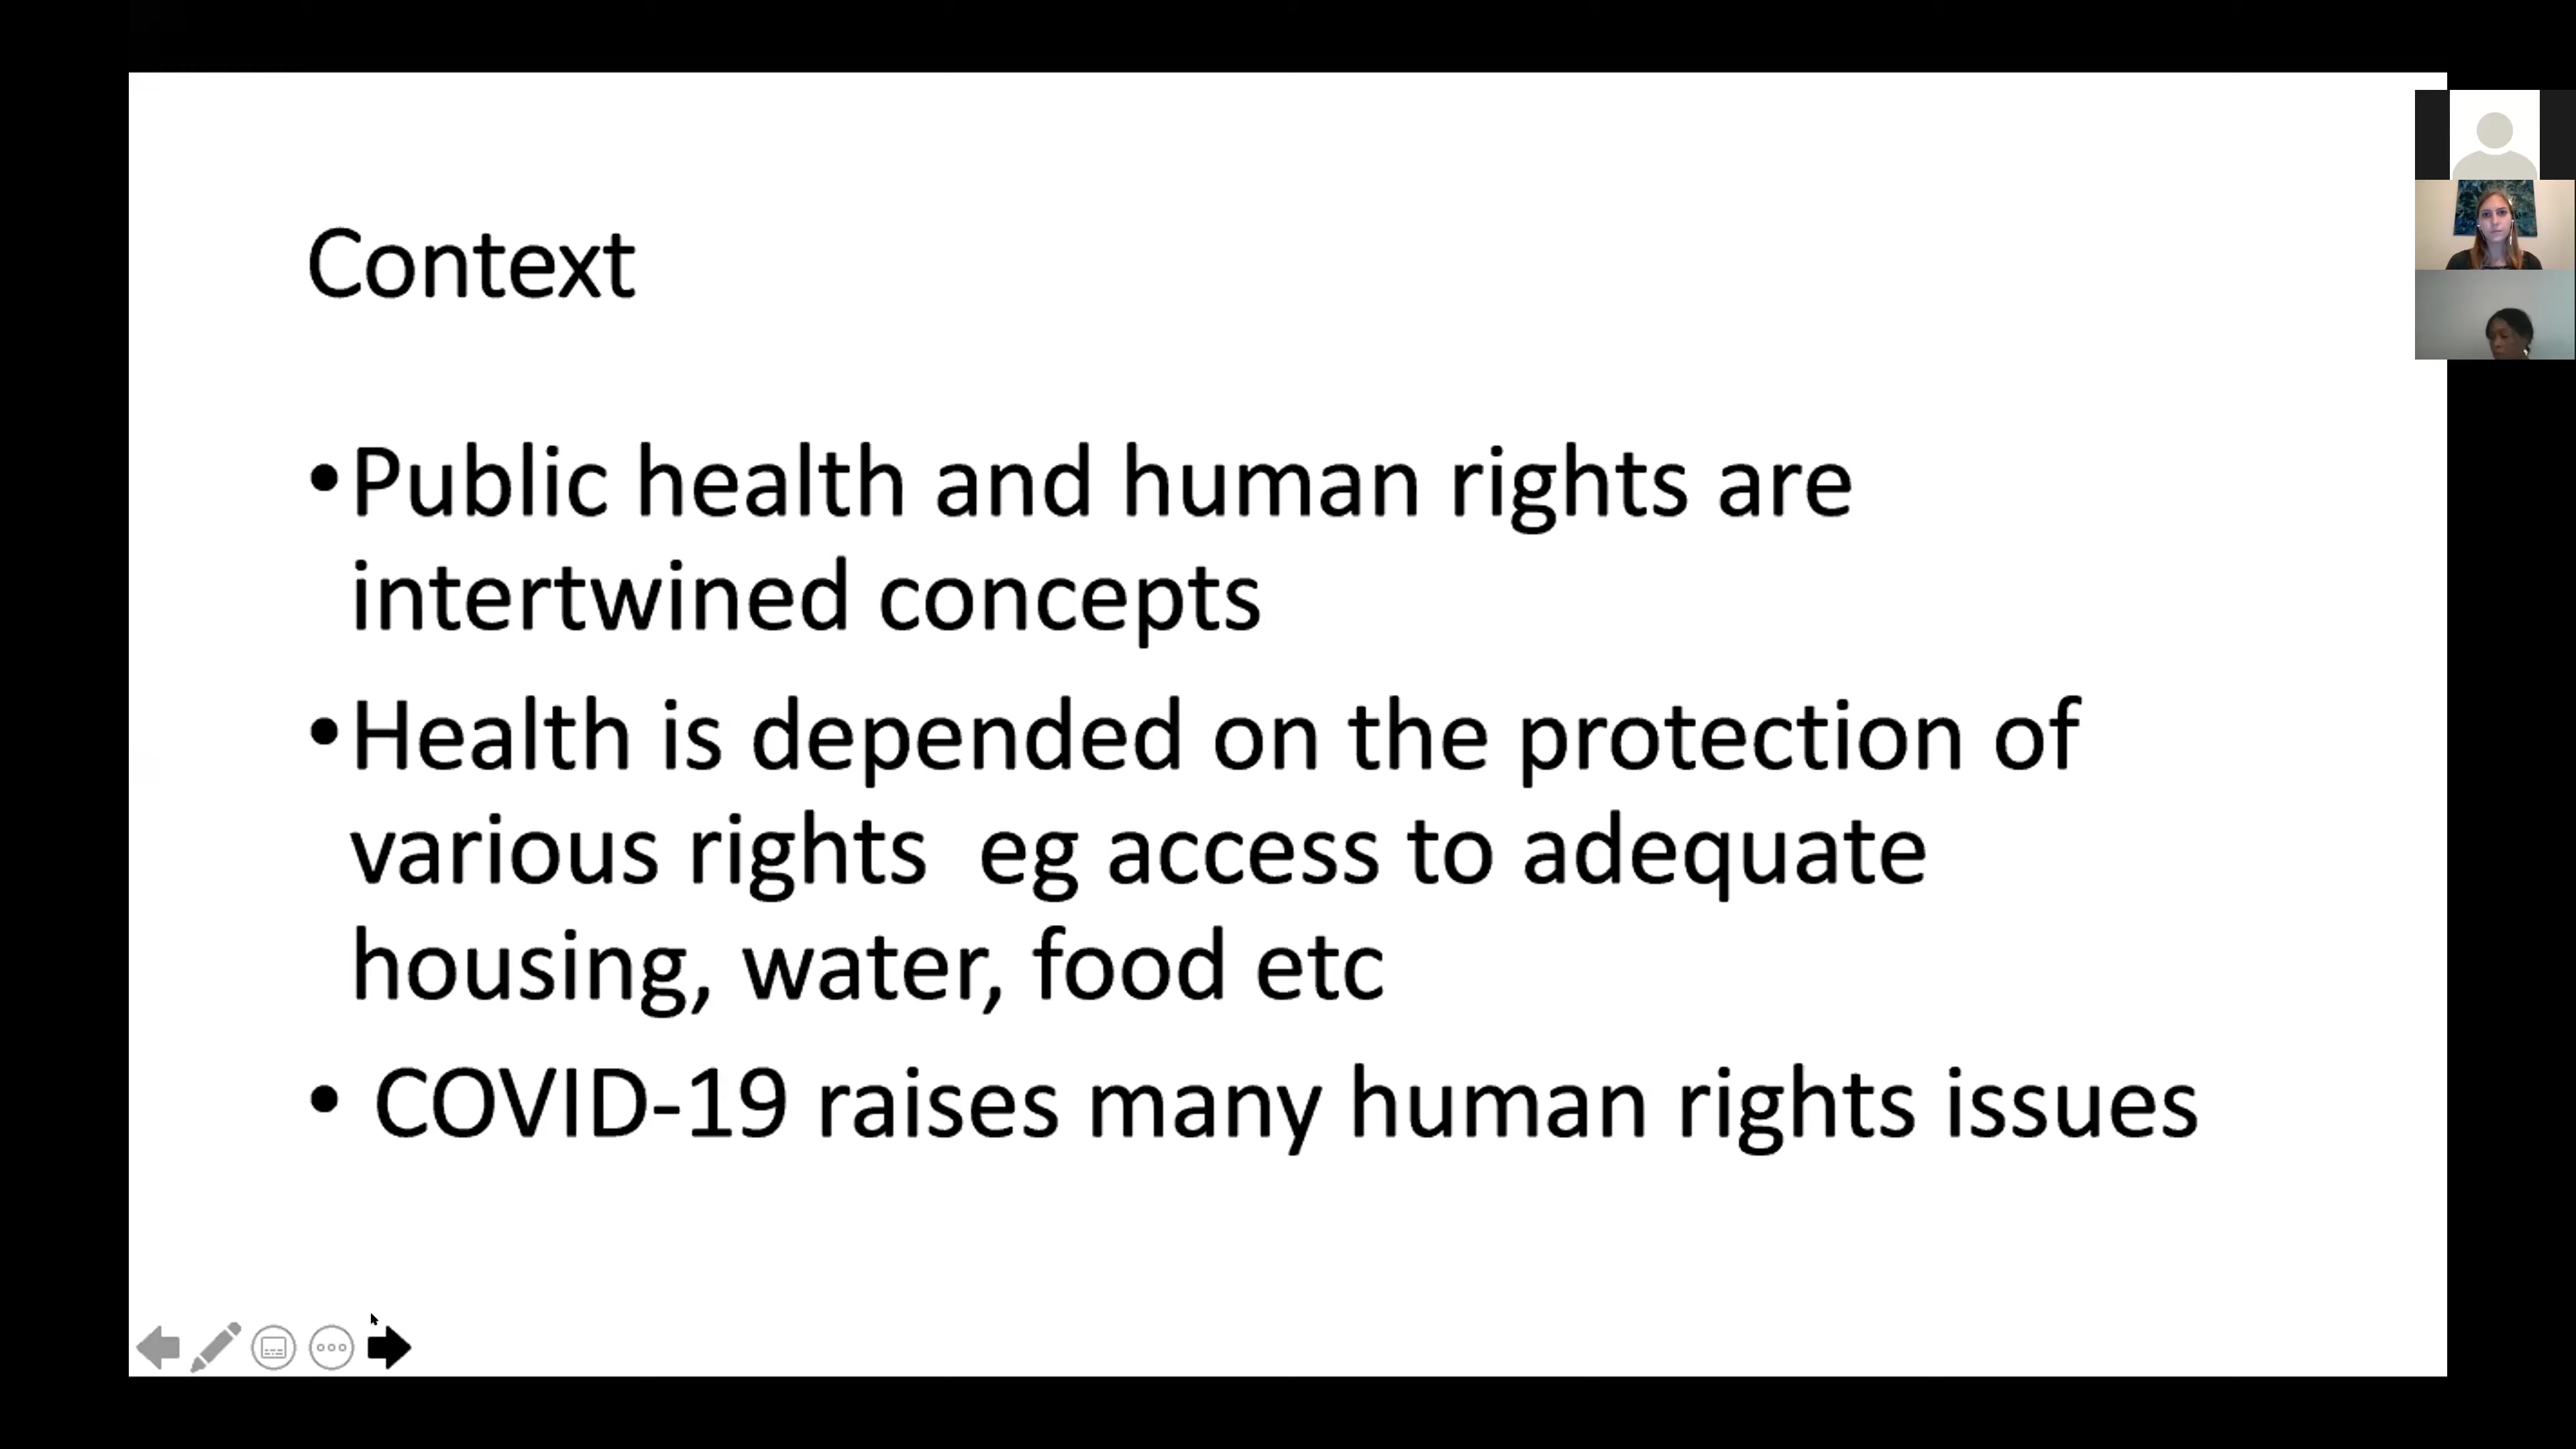 Context
•Public health and human rights are
intertwined concepts
•Health is depended on the protection of
various rights  eg access to adequate
housing, water, food etc
• COVID-19 raises many human rights issues